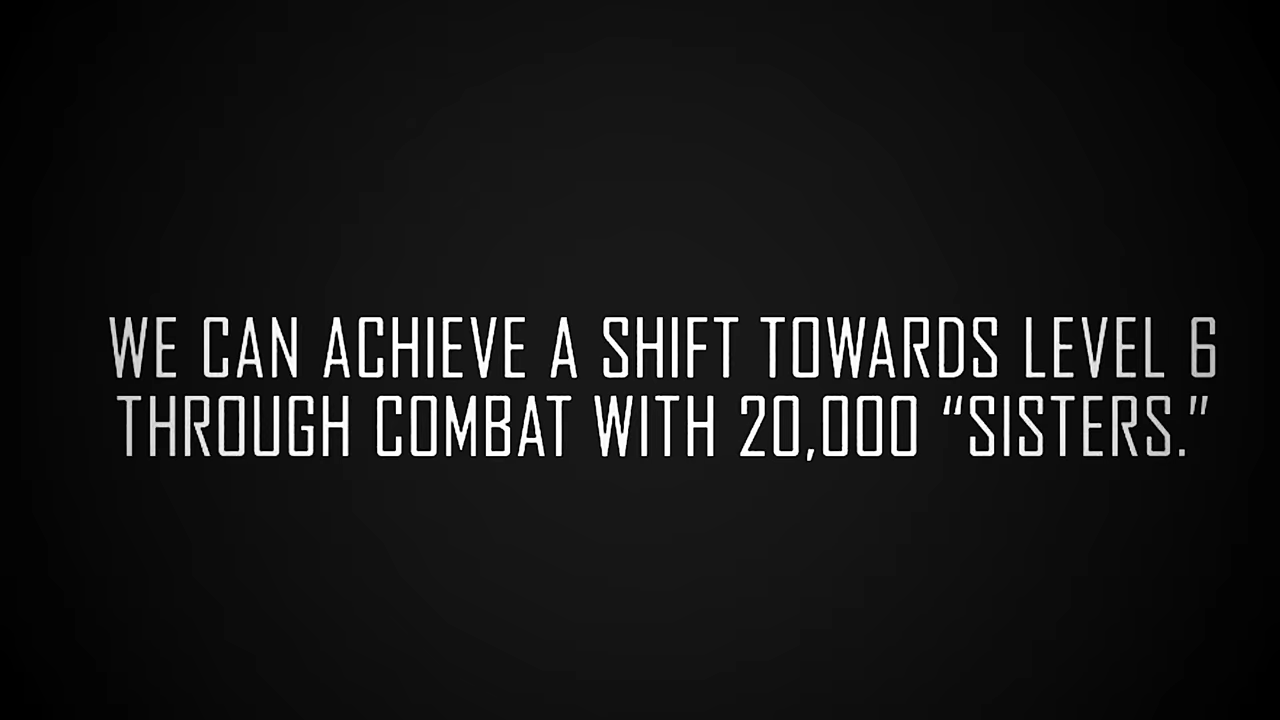 WE CAN ACHIEVE A SHIFT TOWARDS LEVEL 6
THROUGH COMBAT WITH 20,000 “SISTERS.”